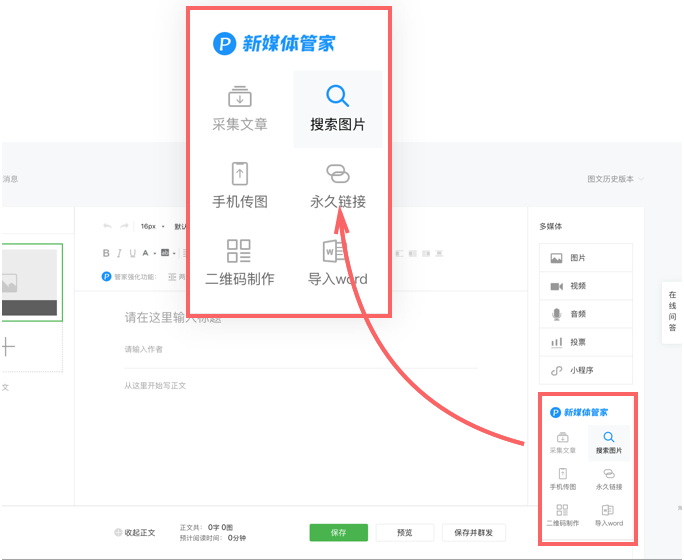 新媒体管家
采集文章
搜索图片
手机传图
永久链接
二维码制作
导入word
消息
图文历史版本
16px
默认
B I U A
管家强化功能:
请在这里输入标题
请输入作者
从这里开始写正文
文
多媒体
图片
视频
音频
投票
小程序
在线问答
新媒体管家
采集文章
搜索图片
手机传图
永久链接
二维码制作
导入word
收起正文
正文共: 0字 0图
预计阅读时间: 0分钟
保存
预览
保存并群发